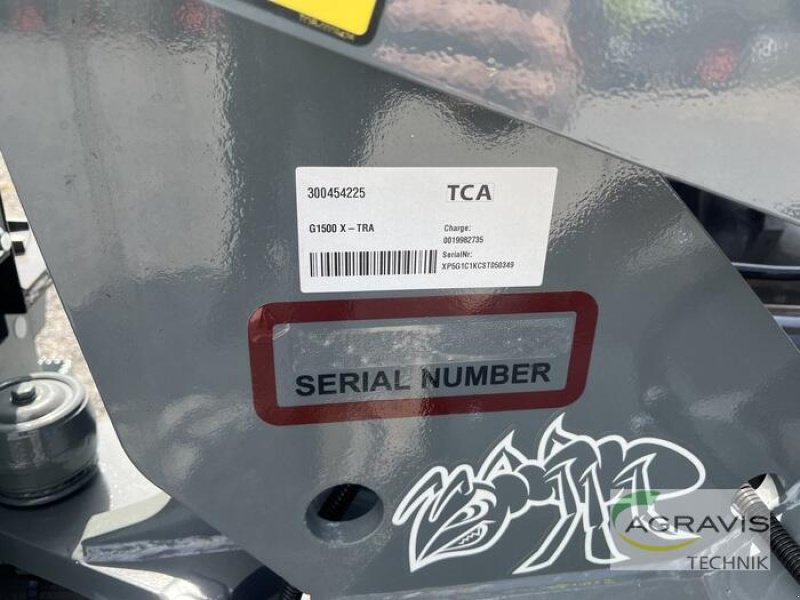 300454225
TCA
G1500 X-TRA
Charge:
0019982735
SerialNr:
XP5G1C1KCST050349
SERIAL NUMBER
AGRAVIS
TECHNIK